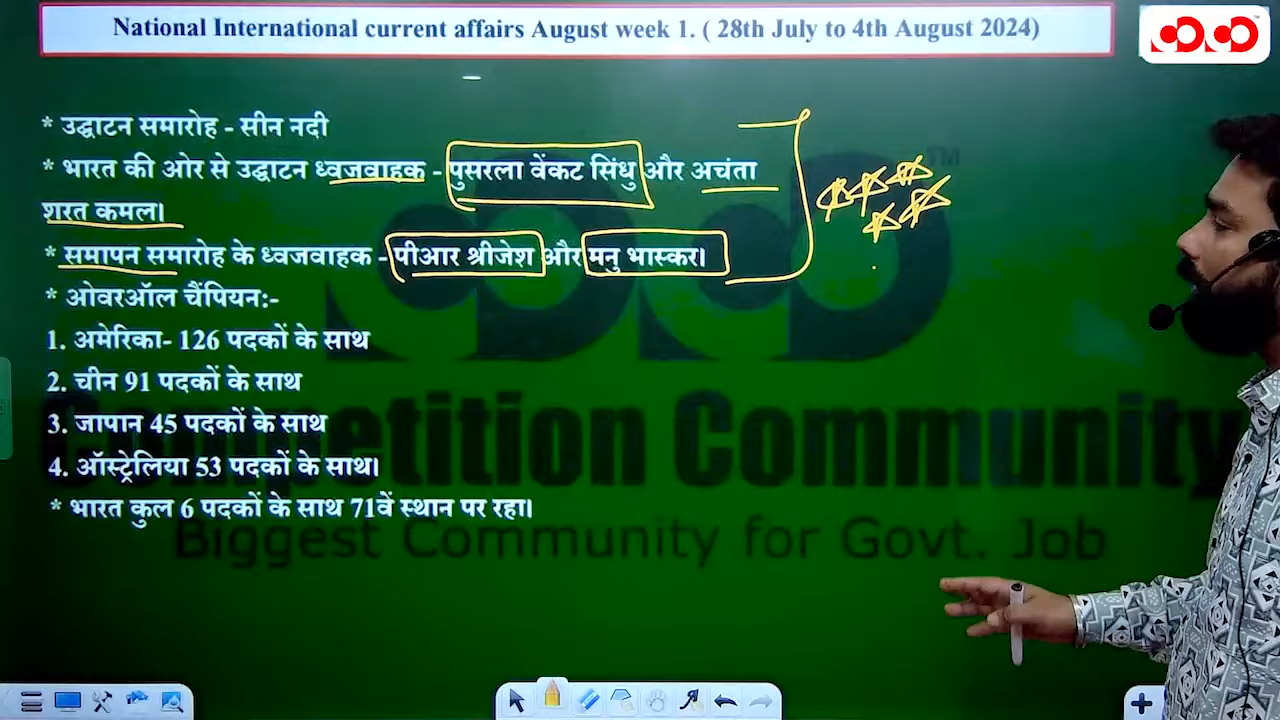 National International current affairs August week 1. ( 28th July to 4th August 2024)
* उद्घाटन समारोह - सीन नदी
* भारत की ओर से उद्घाटन ध्वजवाहक - पुसरला वेंकट सिंधु और अचंता
शरत कमल।
* समापन समारोह के ध्वजवाहक - पीआर श्रीजेश और मनु भास्कर।
* ओवरऑल चैंपियन:-
1. अमेरिका- 126 पदकों के साथ
2. चीन 91 पदकों के साथ
3. जापान 45 पदकों के साथ
4. ऑस्ट्रेलिया 53 पदकों के साथ।
* भारत कुल 6 पदकों के साथ 71वें स्थान पर रहा।
Competition Community
Biggest Community for Govt. Job
TM